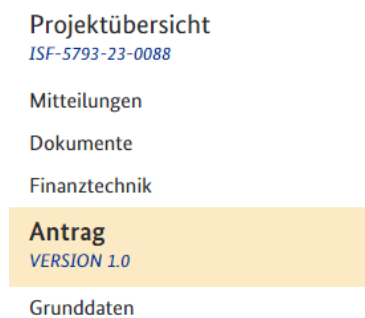 Projektübersicht
ISF-5793-23-0088
Mitteilungen
Dokumente
Finanztechnik
Antrag
VERSION 1.0
Grunddaten